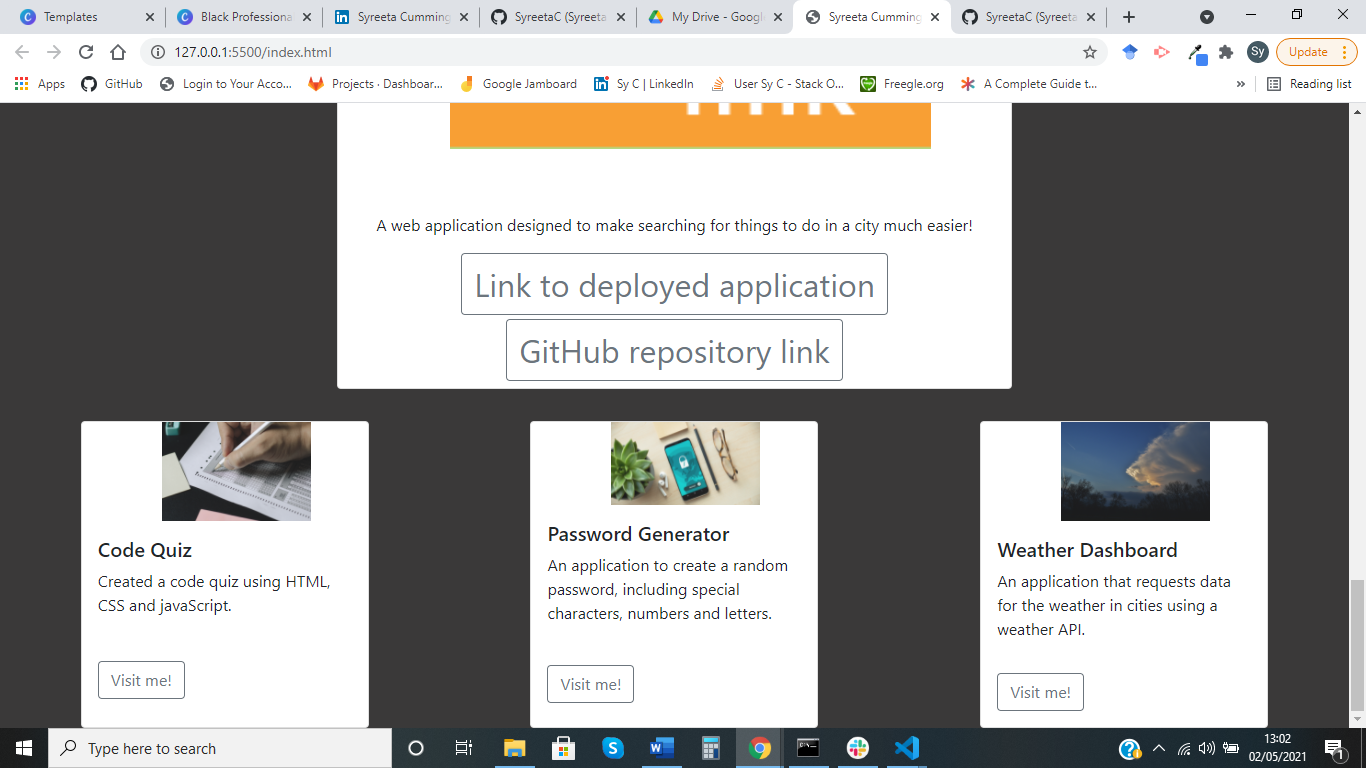 Templates
Black Professiona
Syreeta Cumming
SyreetaC (Syreeta
My Drive - Googl
Syreeta Cumming
SyreetaC (Syreeta
127.0.0.1:5500/index.html
Sy
Update
Apps
GitHub
Login to Your Acco...
Projects · Dashboar...
Google Jamboard
Sy C | LinkedIn
User Sy C - Stack O...
Freegle.org
A Complete Guide t...
»
Reading list
A web application designed to make searching for things to do in a city much easier!
Link to deployed application
GitHub repository link
Code Quiz
Created a code quiz using HTML,
CSS and javaScript.
Visit me!
Password Generator
An application to create a random
password, including special
characters, numbers and letters.
Visit me!
Weather Dashboard
An application that requests data
for the weather in cities using a
weather API.
Visit me!
Type here to search
13:02
02/05/2021
1